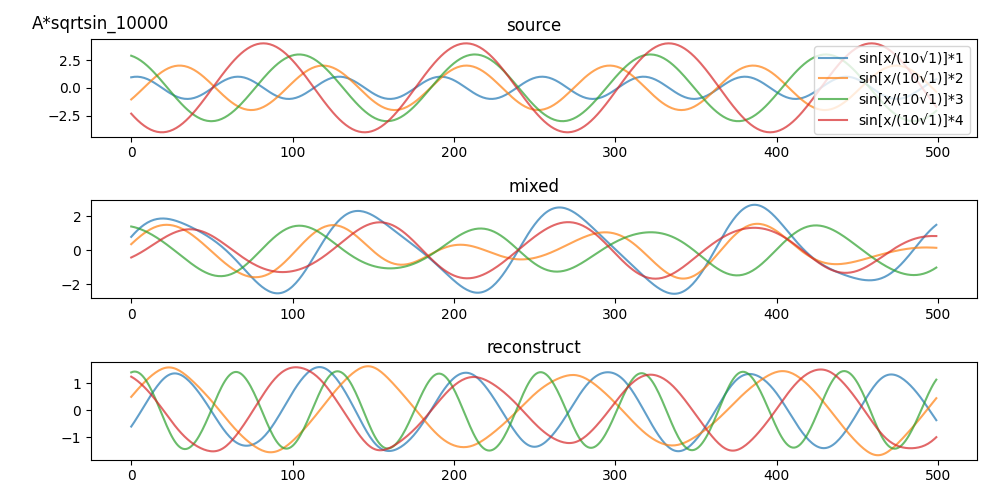 A*sqrtsin_10000
source
2.5
0.0
−2.5
sin[x/(10√1)]*1
sin[x/(10√1)]*2
sin[x/(10√1)]*3
sin[x/(10√1)]*4
0 100 200 300 400 500
mixed
2
0
−2
0 100 200 300 400 500
reconstruct
1
0
−1
0 100 200 300 400 500